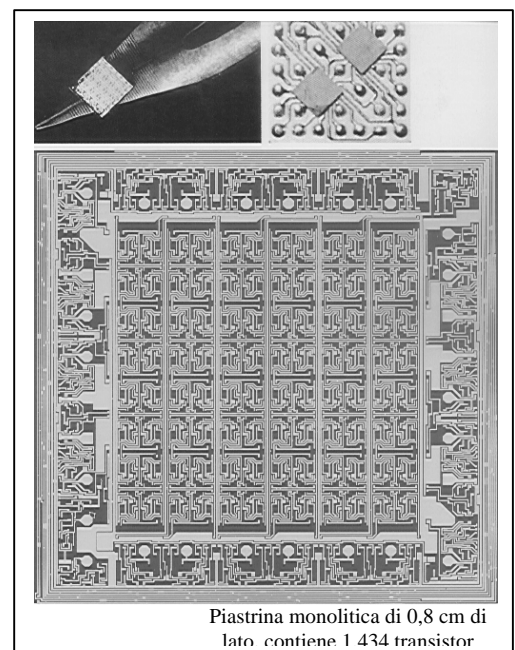 Piastrina monolitica di 0,8 cm di
lato, contiene 1.434 transistor